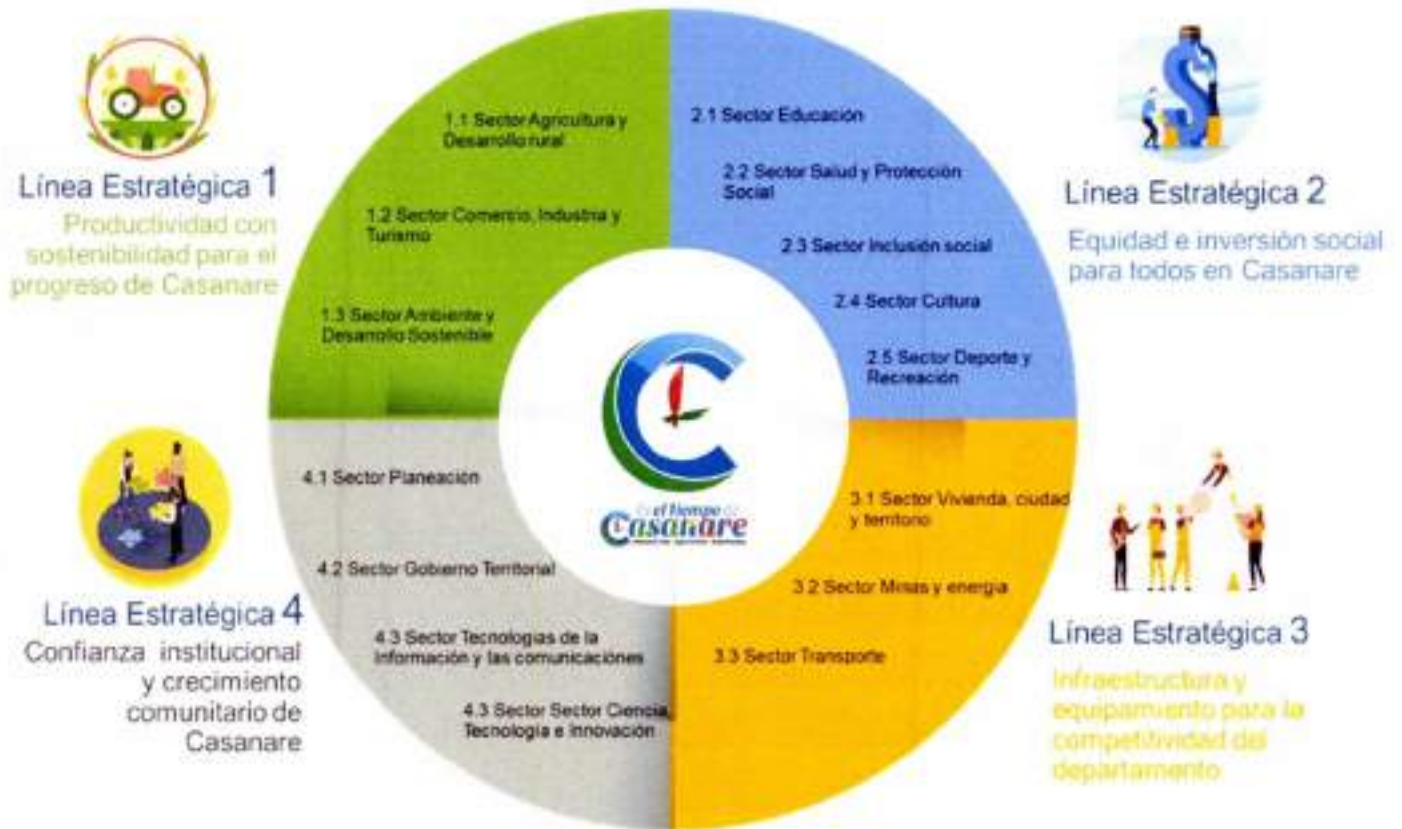 Línea Estratégica 1
Productividad con
sostenibilidad para el
progreso de Casanare
1.1 Sector Agricultura y
Desarrollo rural
1.2 Sector Comercio, Industria y
Turismo
1.3 Sector Ambiente y
Desarrollo Sostenible
2.1 Sector Educación
2.2 Sector Salud y Protección
Social
2.3 Sector Inclusión social
2.4 Sector Cultura
2.5 Sector Deporte y
Recreación
Línea Estratégica 2
Equidad e inversión social
para todos en Casanare
el tiempo de
Casanare
Línea Estratégica 4
Confianza institucional
y crecimiento
comunitario de
Casanare
4.1 Sector Planeación
4.2 Sector Gobierno Territorial
4.3 Sector Tecnologías de la
Información y las comunicaciones
4.3 Sector Sector Ciencia,
Tecnología e Innovación
3.1 Sector Vivienda, ciudad
y territorio
3.2 Sector Minas y energía
3.3 Sector Transporte
Línea Estratégica 3
Infraestructura y
equipamiento para la
competitividad del
departamento